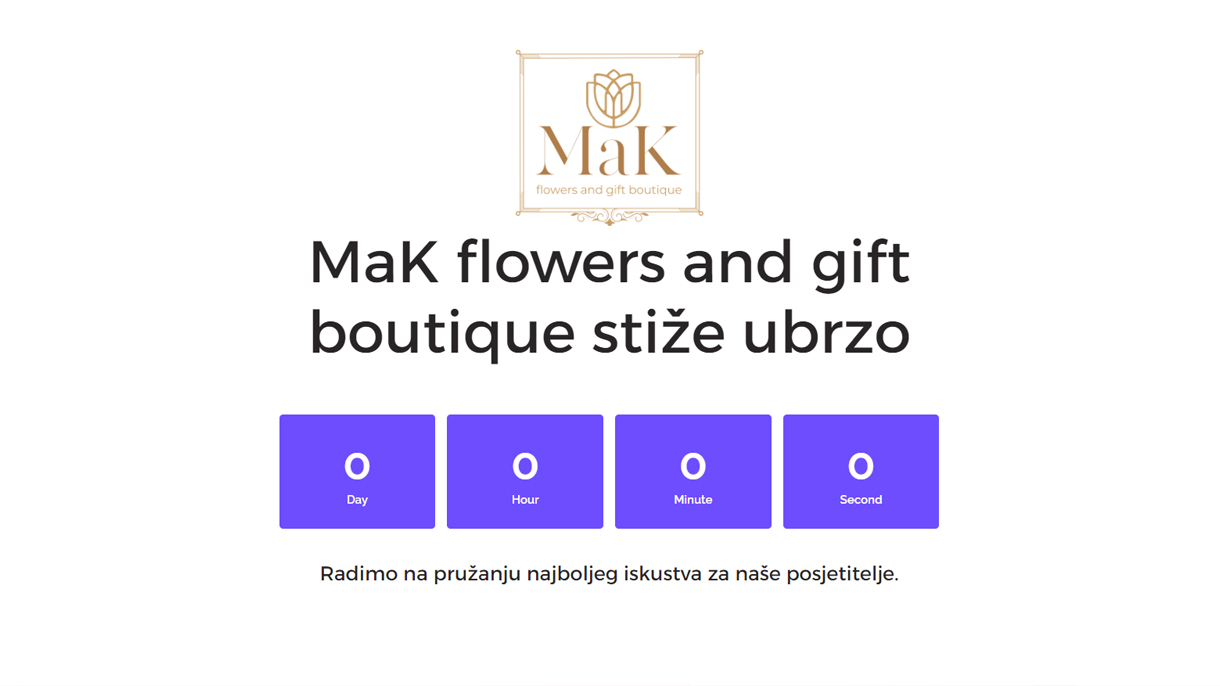 MaK
flowers and gift boutique
MaK flowers and gift
boutique stiže ubrzo
0 0 0 0
Day Hour Minute Second
Radimo na pružanju najboljeg iskustva za naše posjetitelje.